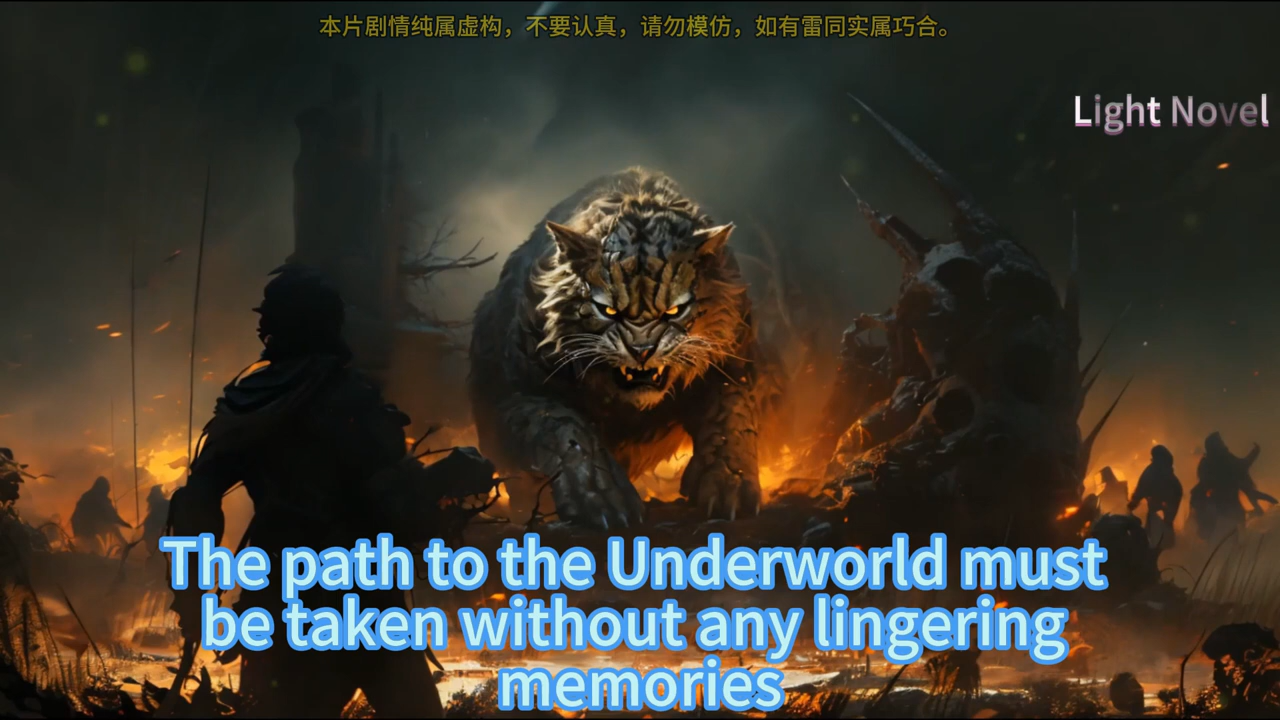 本片剧情纯属虚构，不要认真，请勿模仿，如有雷同实属巧合。
Light Novel
The path to the Underworld must
be taken without any lingering
memories